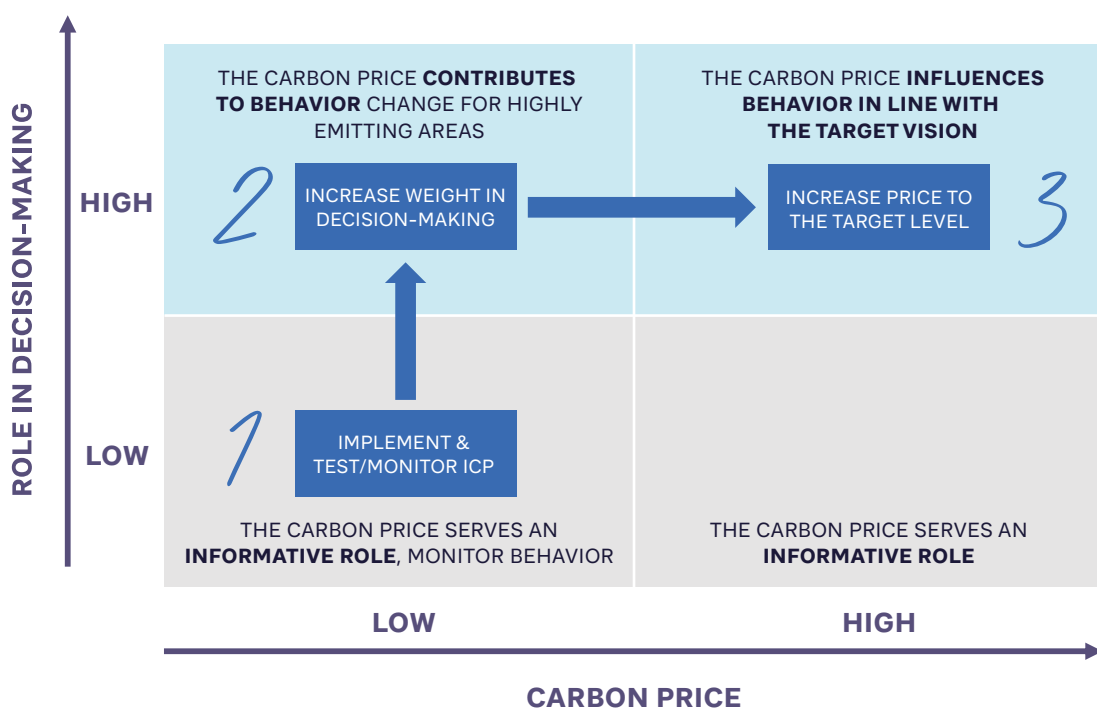 ROLE IN DECISION-MAKING
HIGH
LOW
THE CARBON PRICE CONTRIBUTES
TO BEHAVIOR CHANGE FOR HIGHLY
EMITTING AREAS
2
INCREASE WEIGHT IN
DECISION-MAKING
THE CARBON PRICE INFLUENCES
BEHAVIOR IN LINE WITH
THE TARGET VISION
INCREASE PRICE TO
THE TARGET LEVEL
3
1
IMPLEMENT &
TEST/MONITOR ICP
THE CARBON PRICE SERVES AN
INFORMATIVE ROLE, MONITOR BEHAVIOR
THE CARBON PRICE SERVES AN
INFORMATIVE ROLE
LOW
HIGH
CARBON PRICE